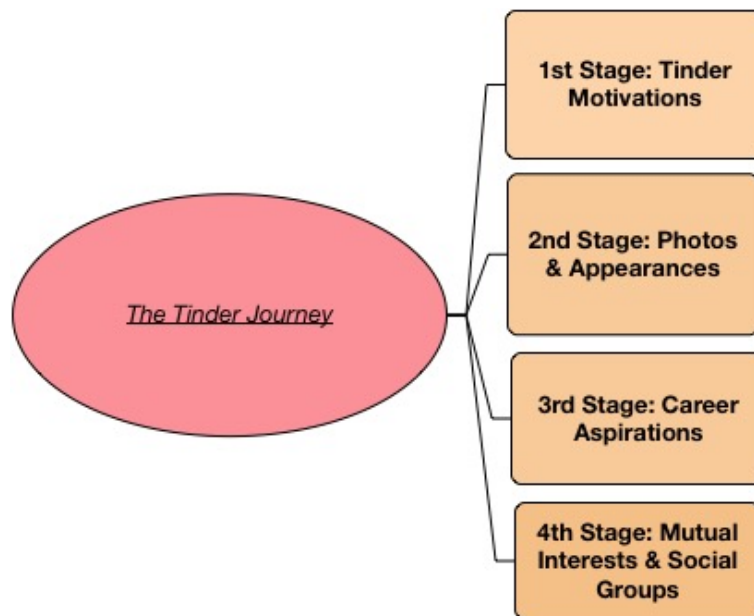 1st Stage: Tinder
Motivations
2nd Stage: Photos
& Appearances
The Tinder Journey
3rd Stage: Career
Aspirations
4th Stage: Mutual
Interests & Social
Groups